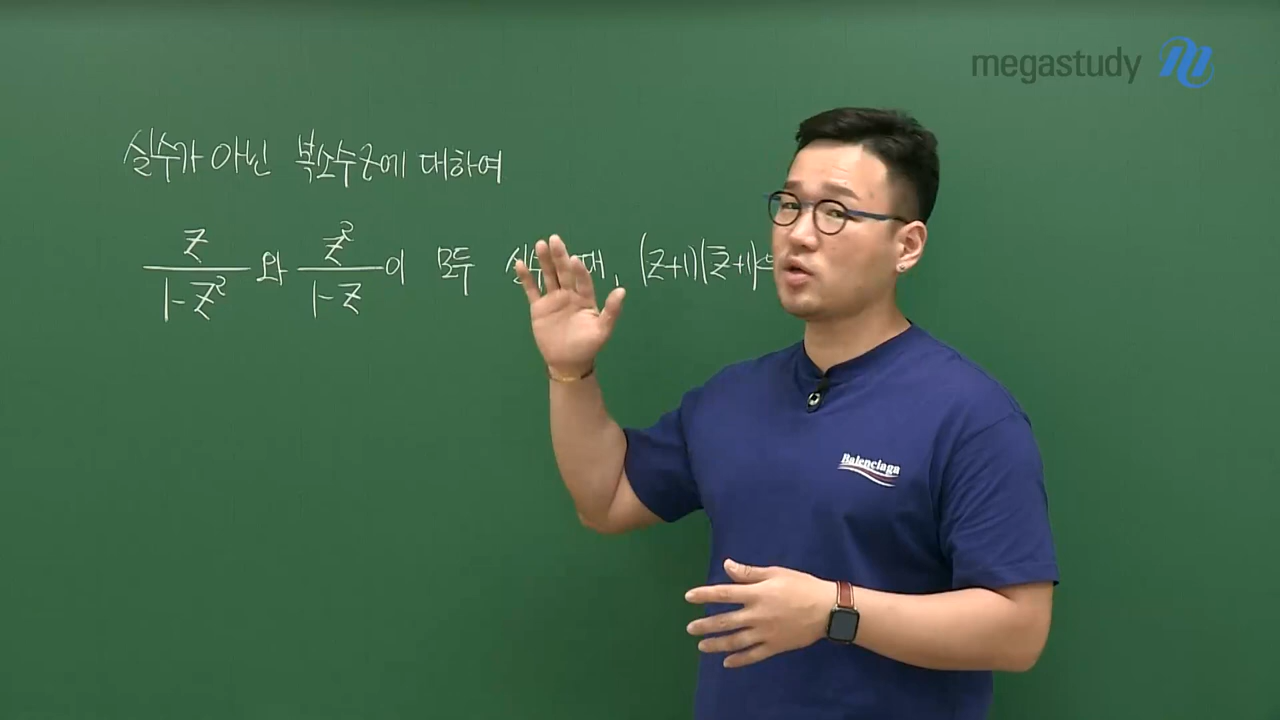 megastudy
실수가 아닌 복소수 z에 대하여
z/(1-z²) 와 z²/(1-z) 이 모두 , (z+1)(z̄+1)
Balenciaga